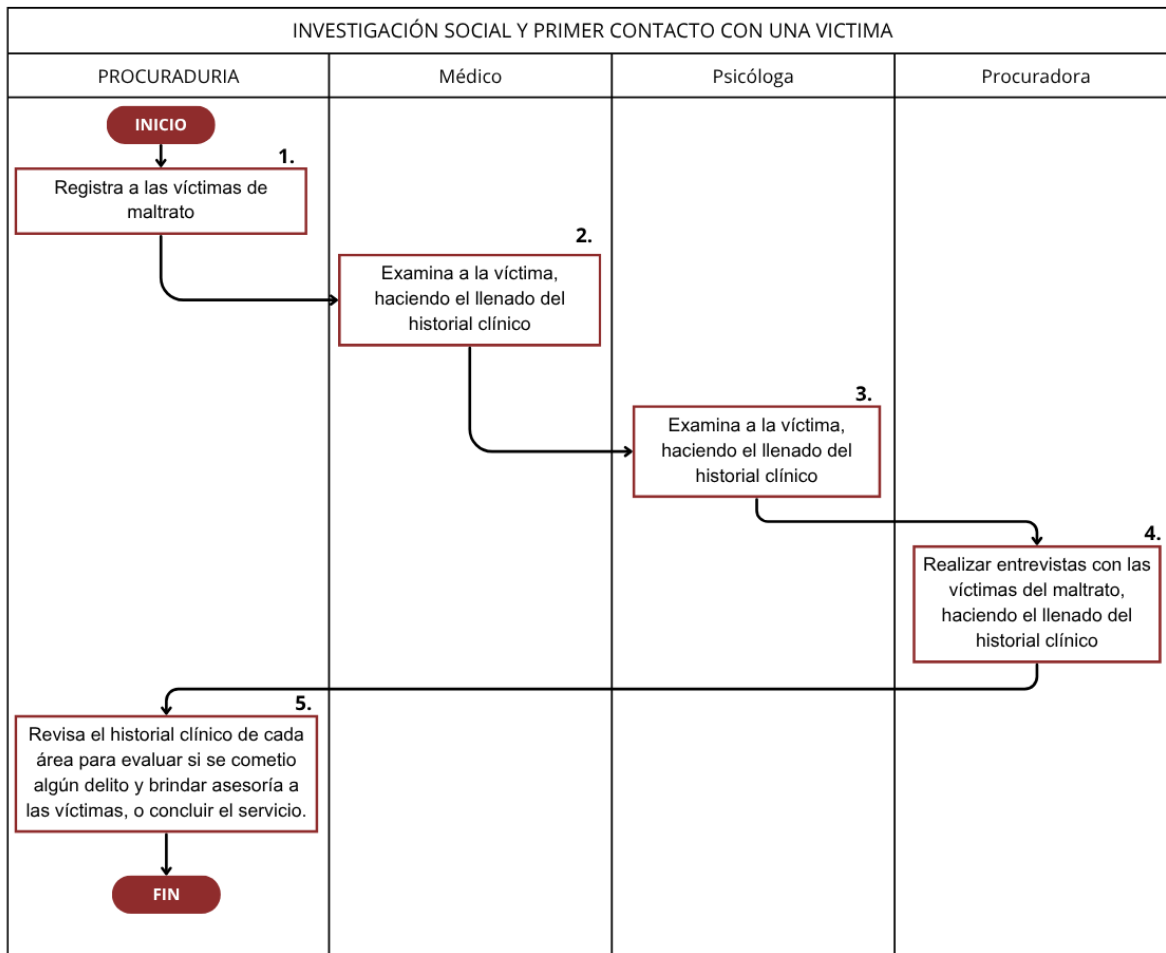 INVESTIGACIÓN SOCIAL Y PRIMER CONTACTO CON UNA VICTIMA
PROCURADURIA
Médico
Psicóloga
Procuradora
INICIO
1.
Registra a las víctimas de
maltrato
2.
Examina a la víctima,
haciendo el llenado del
historial clínico
3.
Examina a la víctima,
haciendo el llenado del
historial clínico
4.
Realizar entrevistas con las
víctimas del maltrato,
haciendo el llenado del
historial clínico
5.
Revisa el historial clínico de cada
área para evaluar si se cometio
algún delito y brindar asesoría a
las víctimas, o concluir el servicio.
FIN